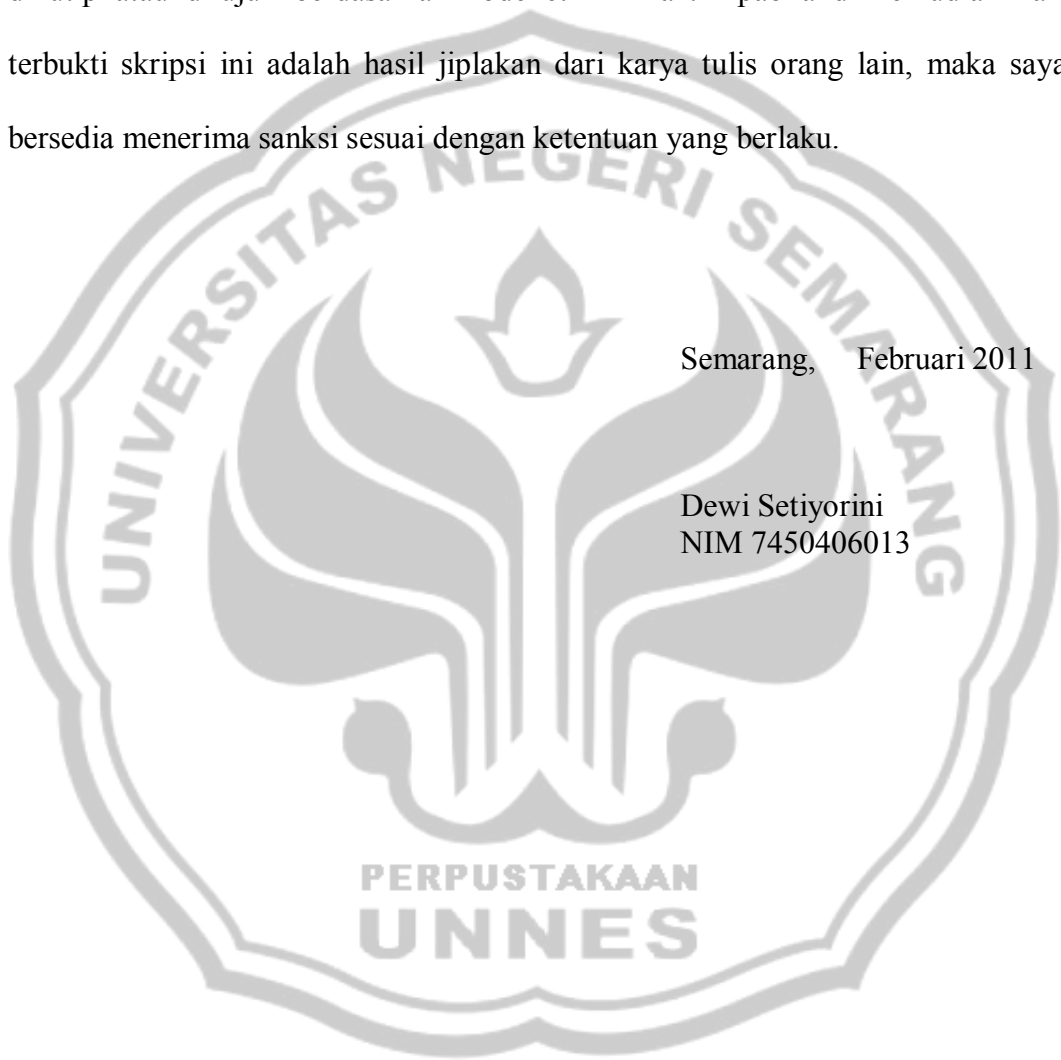 terbukti skripsi ini adalah hasil jiplakan dari karya tulis orang lain, maka saya
bersedia menerima sanksi sesuai dengan ketentuan yang berlaku.
UNIVERSITAS NEGERI SEMARANG
Semarang, Februari 2011
Dewi Setiyorini
NIM 7450406013
PERPUSTAKAAN
UNNES